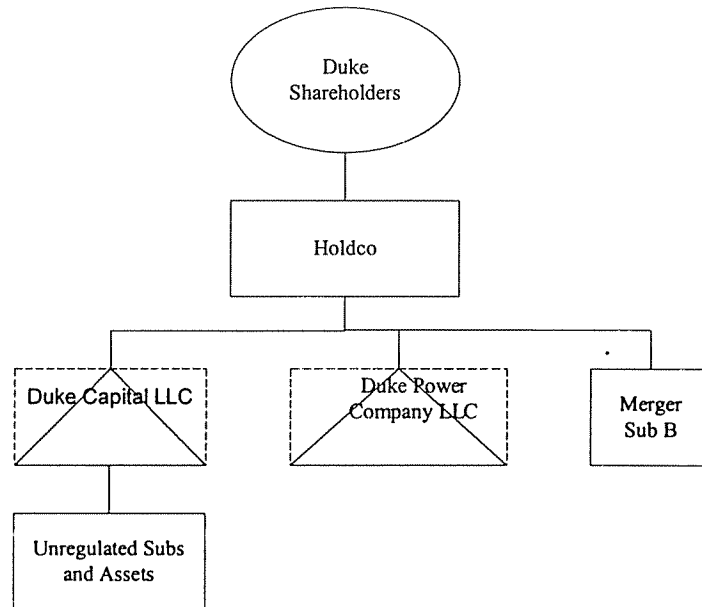 Duke
Shareholders
Holdco
Duke Capital LLC
Duke Power
Company LLC
Merger
Sub B
Unregulated Subs
and Assets